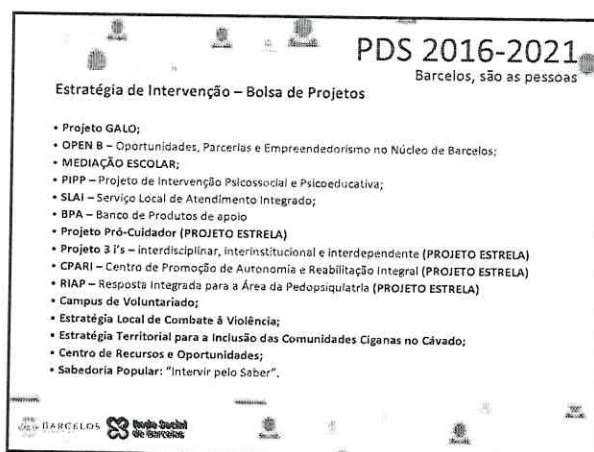 PDS 2016-2021
Barcelos, são as pessoas
Estratégia de Intervenção – Bolsa de Projetos
• Projeto GALO;
• OPEN B – Oportunidades, Parcerias e Empreendedorismo no Núcleo de Barcelos;
• MEDIAÇÃO ESCOLAR;
• PIPP – Projeto de Intervenção Psicossocial e Psicoeducativa;
• SLAI – Serviço Local de Atendimento Integrado;
• BPA – Banco de Produtos de apoio
• Projeto Pró-Cuidador (PROJETO ESTRELA)
• Projeto 3 i's – interdisciplinar, interinstitucional e interdependente (PROJETO ESTRELA)
• CPARI – Centro de Promoção de Autonomia e Reabilitação Integral (PROJETO ESTRELA)
• RIAP – Resposta Integrada para a Área da Pedopsiquiatria (PROJETO ESTRELA)
• Campus de Voluntariado;
• Estratégia Local de Combate à Violência;
• Estratégia Territorial para a Inclusão das Comunidades Ciganas no Cávado;
• Centro de Recursos e Oportunidades;
• Sabedoria Popular: "Intervir pelo Saber".
BARCELOS
Rede Social
de Barcelos